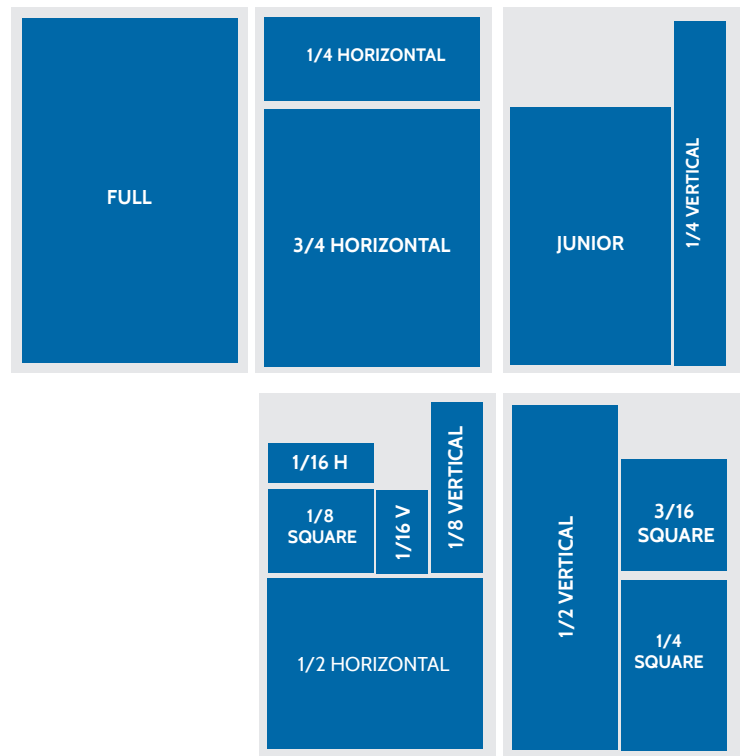 FULL
1/4 HORIZONTAL
3/4 HORIZONTAL
JUNIOR
1/4 VERTICAL
1/16 H
1/8
SQUARE
1/16 V
1/8 VERTICAL
1/2 HORIZONTAL
1/2 VERTICAL
3/16
SQUARE
1/4
SQUARE